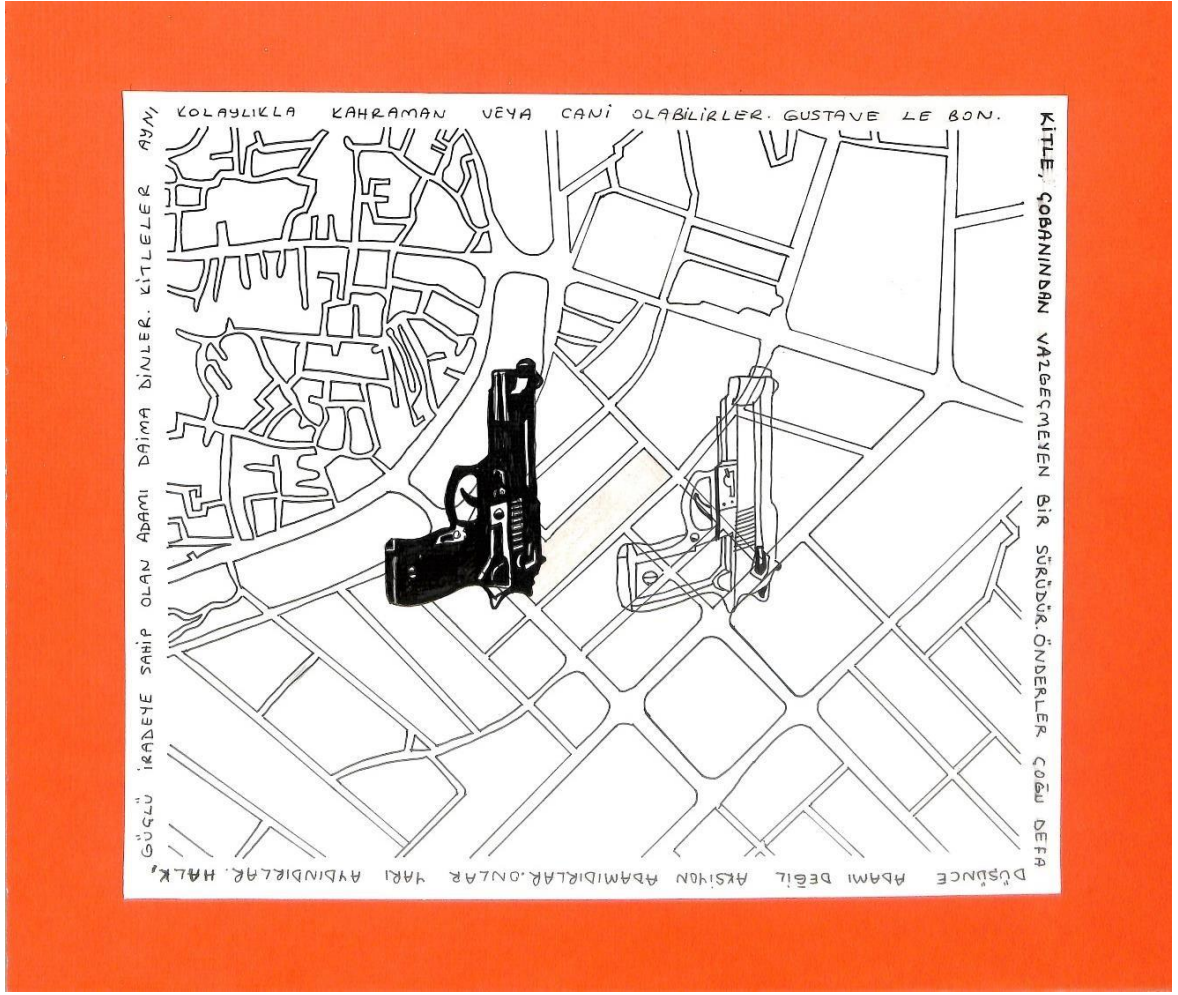 KİTLE, ÇOBANINDAN VAZGEÇMEYEN BİR SÜRÜDÜR. ÖNDERLER ÇOĞU DEFA
DÜŞÜNCE ADAMI DEĞİL AKSİYON ADAMIDIRLAR. ONLAR YARI AYDINDIRLAR. HALK,
GÜÇLÜ İRADEYE SAHİP OLAN ADAMI DAİMA DİNLER. KİTLELER AYNI
KOLAYLIKLA KAHRAMAN VEYA CANİ OLABİLİRLER. GUSTAVE LE BON.